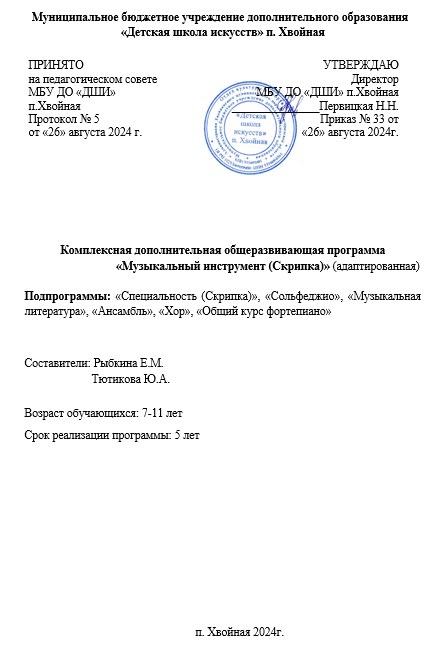 Муниципальное бюджетное учреждение дополнительного образования
«Детская школа искусств» п. Хвойная
ПРИНЯТО
на педагогическом совете
МБУ ДО «ДШИ»
п.Хвойная
Протокол № 5
от «26» августа 2024 г.
УТВЕРЖДАЮ
Директор
МБУ ДО «ДШИ» п.Хвойная
Первицкая Н.Н.
Приказ № 33 от
«26» августа 2024г.
«Детская
школа
искусств»
п. Хвойная
Комплексная дополнительная общеразвивающая программа
«Музыкальный инструмент (Скрипка)» (адаптированная)
Подпрограммы: «Специальность (Скрипка)», «Сольфеджио», «Музыкальная
литература», «Ансамбль», «Хор», «Общий курс фортепиано»
Составители: Рыбкина Е.М.
Тютикова Ю.А.
Возраст обучающихся: 7-11 лет
Срок реализации программы: 5 лет
п. Хвойная 2024г.